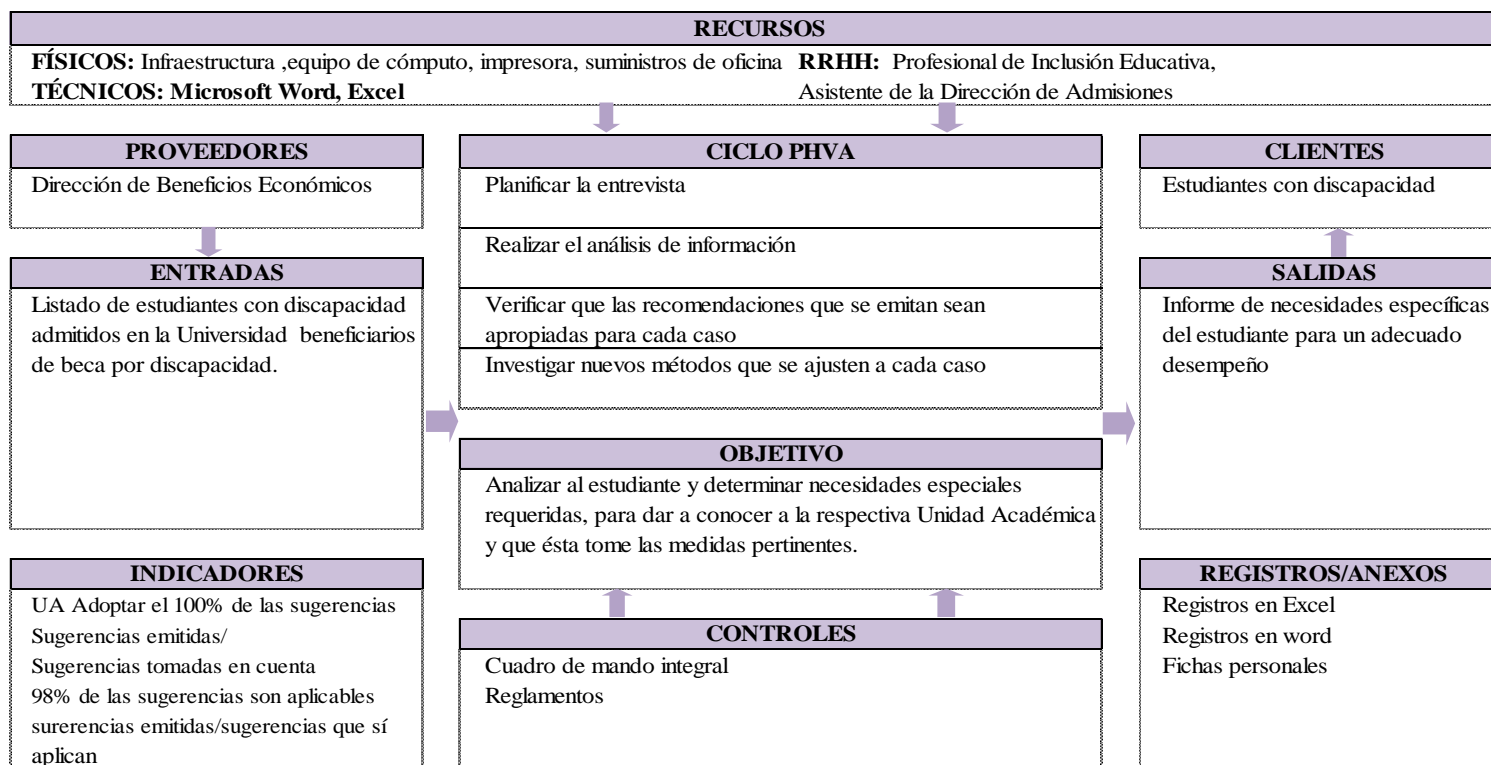 RECURSOS
FÍSICOS: Infraestructura ,equipo de cómputo, impresora, suministros de oficina
TÉCNICOS: Microsoft Word, Excel
RRHH: Profesional de Inclusión Educativa,
Asistente de la Dirección de Admisiones
PROVEEDORES
Dirección de Beneficios Económicos
ENTRADAS
Listado de estudiantes con discapacidad
admitidos en la Universidad beneficiarios
de beca por discapacidad.
INDICADORES
UA Adoptar el 100% de las sugerencias
Sugerencias emitidas/
Sugerencias tomadas en cuenta
98% de las sugerencias son aplicables
surerencias emitidas/sugerencias que sí
aplican
CICLO PHVA
Planificar la entrevista
Realizar el análisis de información
Verificar que las recomendaciones que se emitan sean
apropiadas para cada caso
Investigar nuevos métodos que se ajusten a cada caso
OBJETIVO
Analizar al estudiante y determinar necesidades especiales
requeridas, para dar a conocer a la respectiva Unidad Académica
y que ésta tome las medidas pertinentes.
CONTROLES
Cuadro de mando integral
Reglamentos
CLIENTES
Estudiantes con discapacidad
SALIDAS
Informe de necesidades específicas
del estudiante para un adecuado
desempeño
REGISTROS/ANEXOS
Registros en Excel
Registros en word
Fichas personales